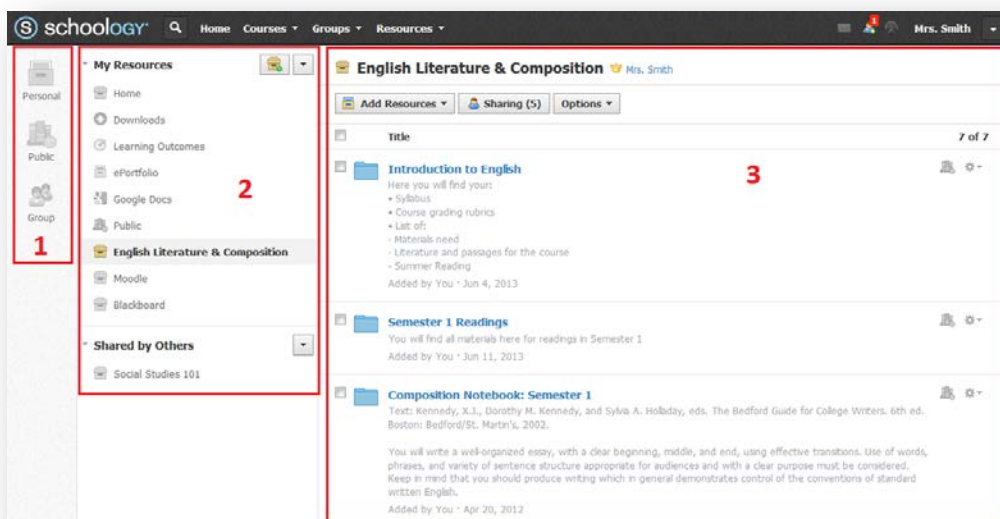 S schoology
Home Courses Groups Resources
1
Mrs. Smith
Personal
Public
Group
1
My Resources
Home
Downloads
Learning Outcomes
ePortfolio
Google Docs
Public
English Literature & Composition
Moodle
Blackboard
Shared by Others
Social Studies 101
2
English Literature & Composition Mrs. Smith
Add Resources Sharing (5) Options
Title 7 of 7
3
Introduction to English
Here you will find your:
• Syllabus
• Course grading rubrics
• List of:
- Materials need
- Literature and passages for the course
- Summer Reading
Added by You · Jun 4, 2013
Semester 1 Readings
You will find all materials here for readings in Semester 1
Added by You · Jun 11, 2013
Composition Notebook: Semester 1
Text: Kennedy, X.J., Dorothy M. Kennedy, and Sylvia A. Holladay, eds. The Bedford Guide for College Writers. 6th ed.
Boston: Bedford/St. Martin's, 2002.
You will write a well-organized essay, with a clear beginning, middle, and end, using effective transitions. Use of words,
phrases, and variety of sentence structure appropriate for audiences and with a clear purpose must be considered.
Keep in mind that you should produce writing which in general demonstrates control of the conventions of standard
written English.
Added by You · Apr 20, 2012